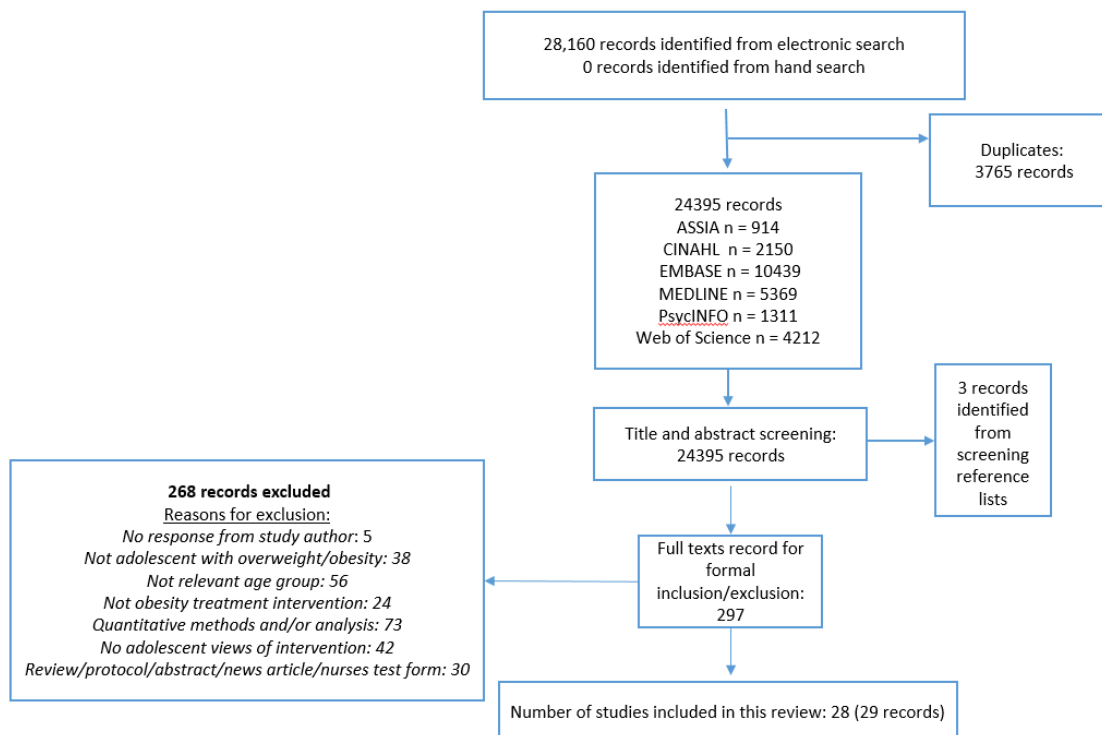 28,160 records identified from electronic search
0 records identified from hand search
Duplicates:
3765 records
24395 records
ASSIA n = 914
CINAHL n = 2150
EMBASE n = 10439
MEDLINE n = 5369
PsycINFO n = 1311
Web of Science n = 4212
3 records
identified
from
screening
reference
lists
Title and abstract screening:
24395 records
268 records excluded
Reasons for exclusion:
No response from study author: 5
Not adolescent with overweight/obesity: 38
Not relevant age group: 56
Not obesity treatment intervention: 24
Quantitative methods and/or analysis: 73
No adolescent views of intervention: 42
Review/protocol/abstract/news article/nurses test form: 30
Full texts record for
formal
inclusion/exclusion:
297
Number of studies included in this review: 28 (29 records)